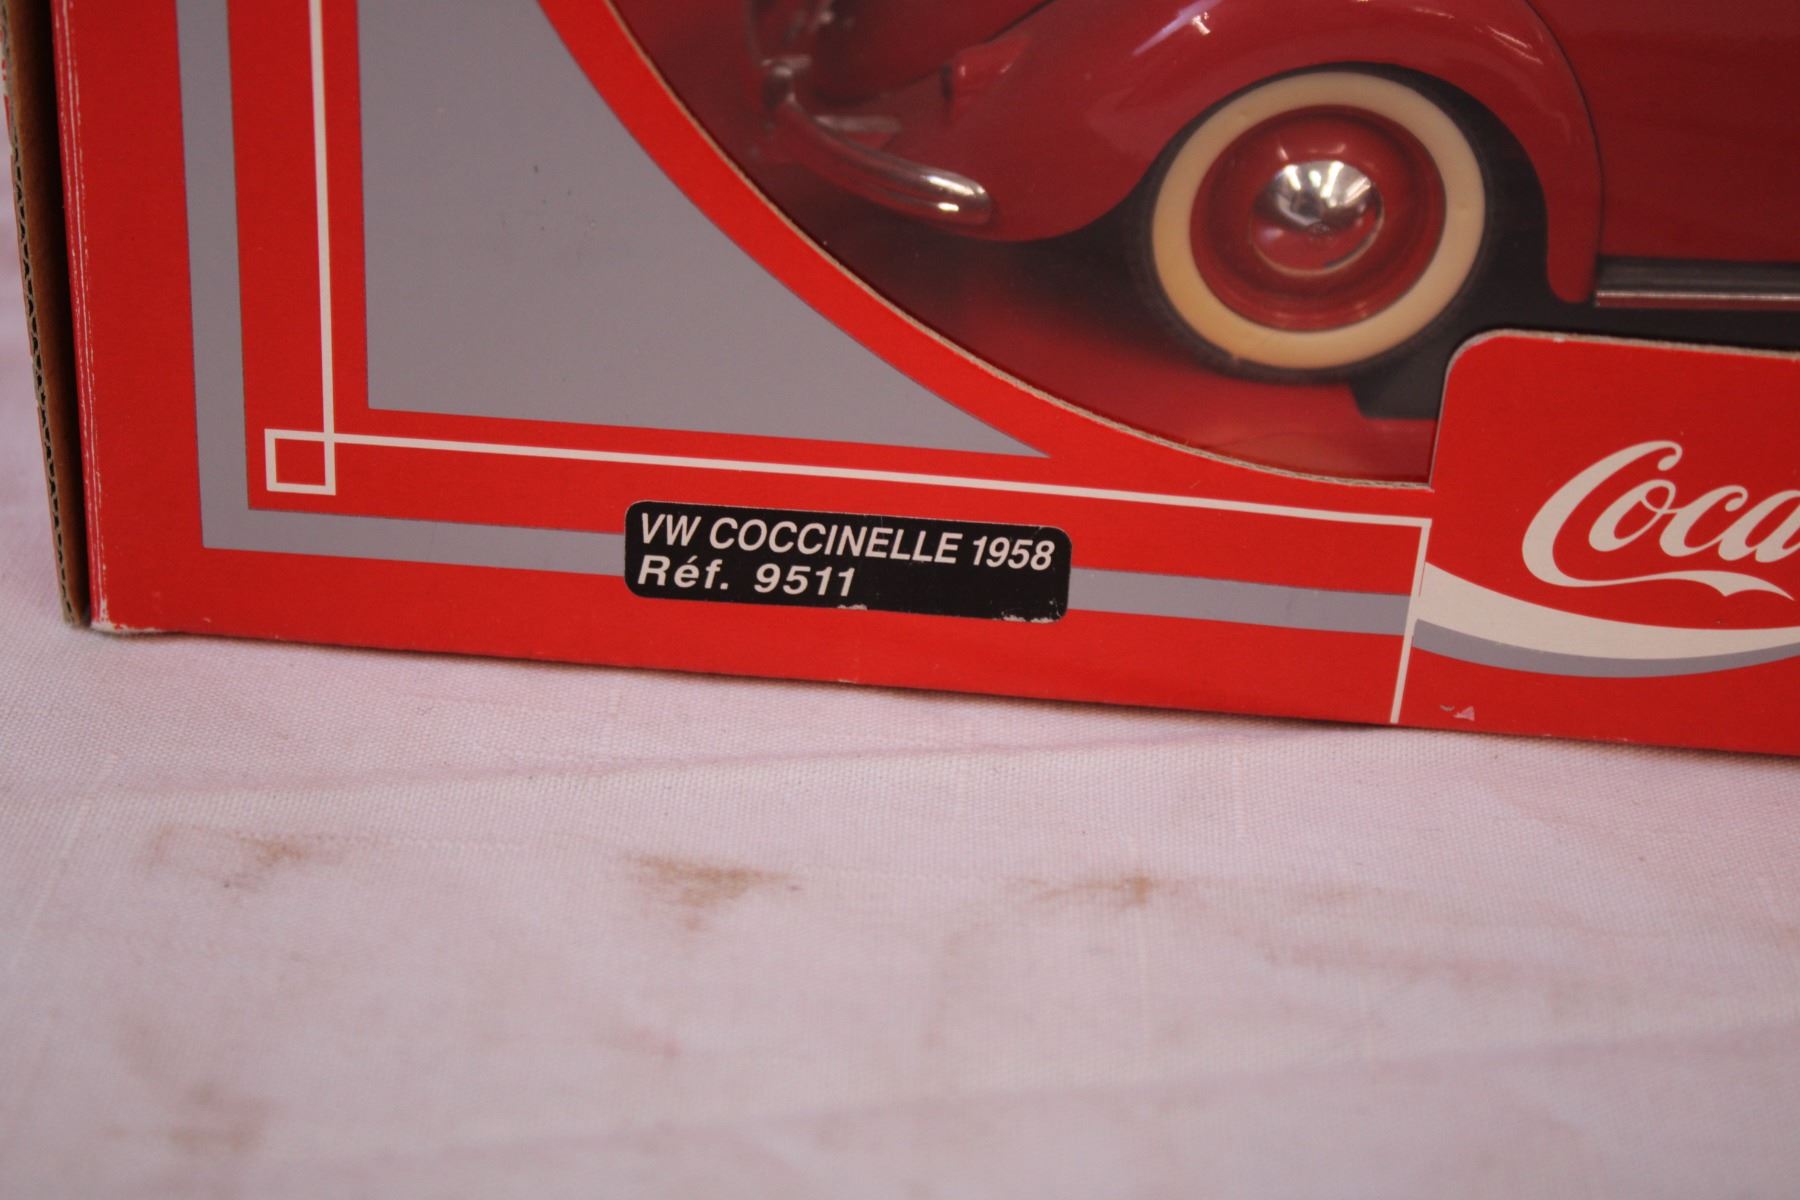 VW COCCINELLE 1958
Réf. 9511
Coca